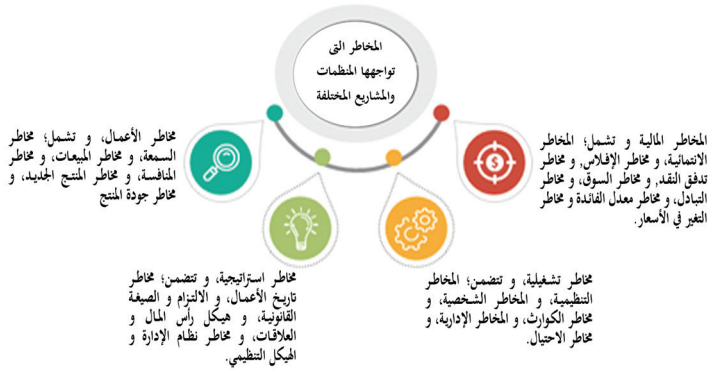 المخاطر التى
تواجهها المنظمات
والمشاريع المختلفة
المخاطر المالية و تشمل؛ المخاطر
الائتمانية، و مخاطر الإفلاس, و مخاطر
تدفق النقد, و مخاطر السوق، و مخاطر
التبادل، و مخاطر معدل الفائدة و مخاطر
التغير في الأسعار.
مخاطر تشغيلية، و تتضمن؛ المخاطر
التنظيمية، و المخاطر الشخصية، و
مخاطر الكوارث، و المخاطر الإدارية، و
مخاطر الاحتيال.
مخاطر استراتيجية، و تتضمن؛ مخاطر
تاريخ الأعمال، و الالتزام و الصيغة
القانونية، و هيكل رأس المال و
العلاقات، و مخاطر نظام الإدارة و
الهيكل التنظيمي.
مخاطر الأعمال، و تشمل؛ مخاطر
السمعة، و مخاطر المبيعات، و مخاطر
المنافسة، و مخاطر المنتج الجديد، و
مخاطر جودة المنتج